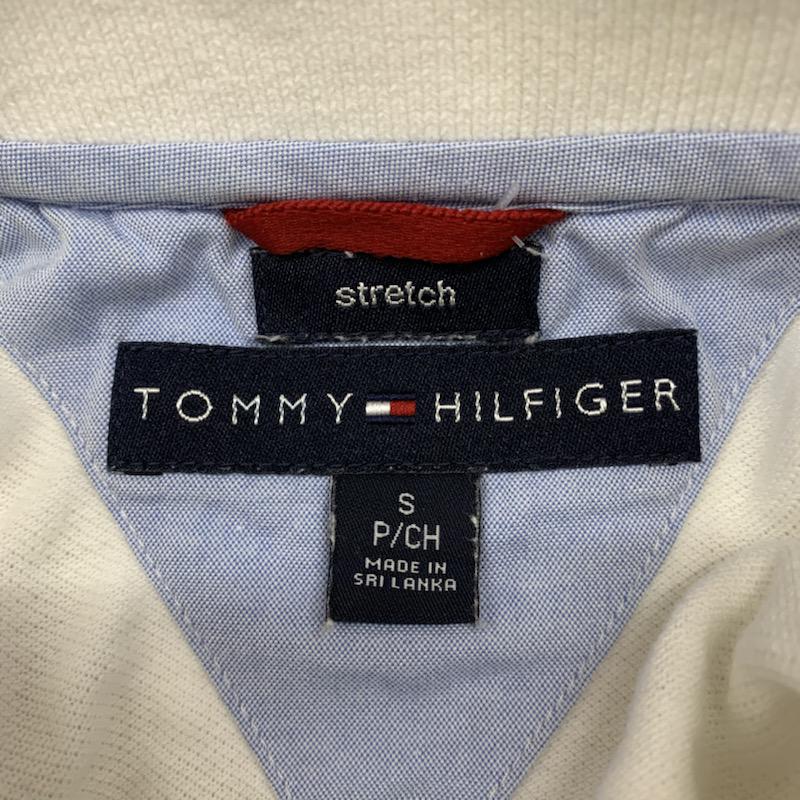 stretch
TOMMY HILFIGER
S
P/CH
MADE IN
SRI LANKA